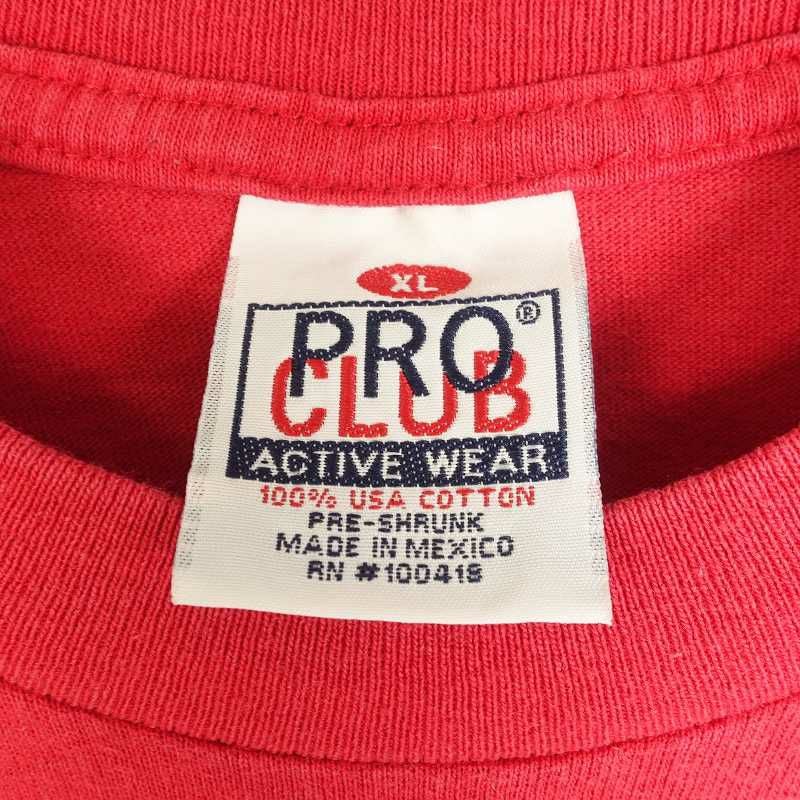 XL
PRO®
CLUB
ACTIVE WEAR
100% USA COTTON
PRE-SHRUNK
MADE IN MEXICO
RN #100418